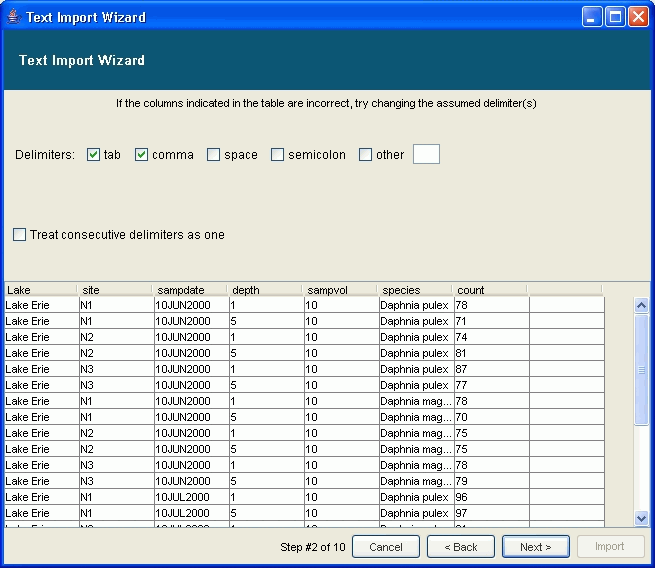 Text Import Wizard
Text Import Wizard
If the columns indicated in the table are incorrect, try changing the assumed delimiter(s)
Delimiters: tab comma space semicolon other
Treat consecutive delimiters as one
Lake site sampdate depth sampvol species count
Lake Erie N1 10JUN2000 1 10 Daphnia pulex 78
Lake Erie N1 10JUN2000 5 10 Daphnia pulex 71
Lake Erie N2 10JUN2000 1 10 Daphnia pulex 74
Lake Erie N2 10JUN2000 5 10 Daphnia pulex 81
Lake Erie N3 10JUN2000 1 10 Daphnia pulex 87
Lake Erie N3 10JUN2000 5 10 Daphnia pulex 77
Lake Erie N1 10JUN2000 1 10 Daphnia mag... 78
Lake Erie N1 10JUN2000 5 10 Daphnia mag... 70
Lake Erie N2 10JUN2000 1 10 Daphnia mag... 75
Lake Erie N2 10JUN2000 5 10 Daphnia mag... 75
Lake Erie N3 10JUN2000 1 10 Daphnia mag... 78
Lake Erie N3 10JUN2000 5 10 Daphnia mag... 79
Lake Erie N1 10JUL2000 1 10 Daphnia pulex 96
Lake Erie N1 10JUL2000 5 10 Daphnia pulex 97
Step #2 of 10 Cancel < Back Next > Import